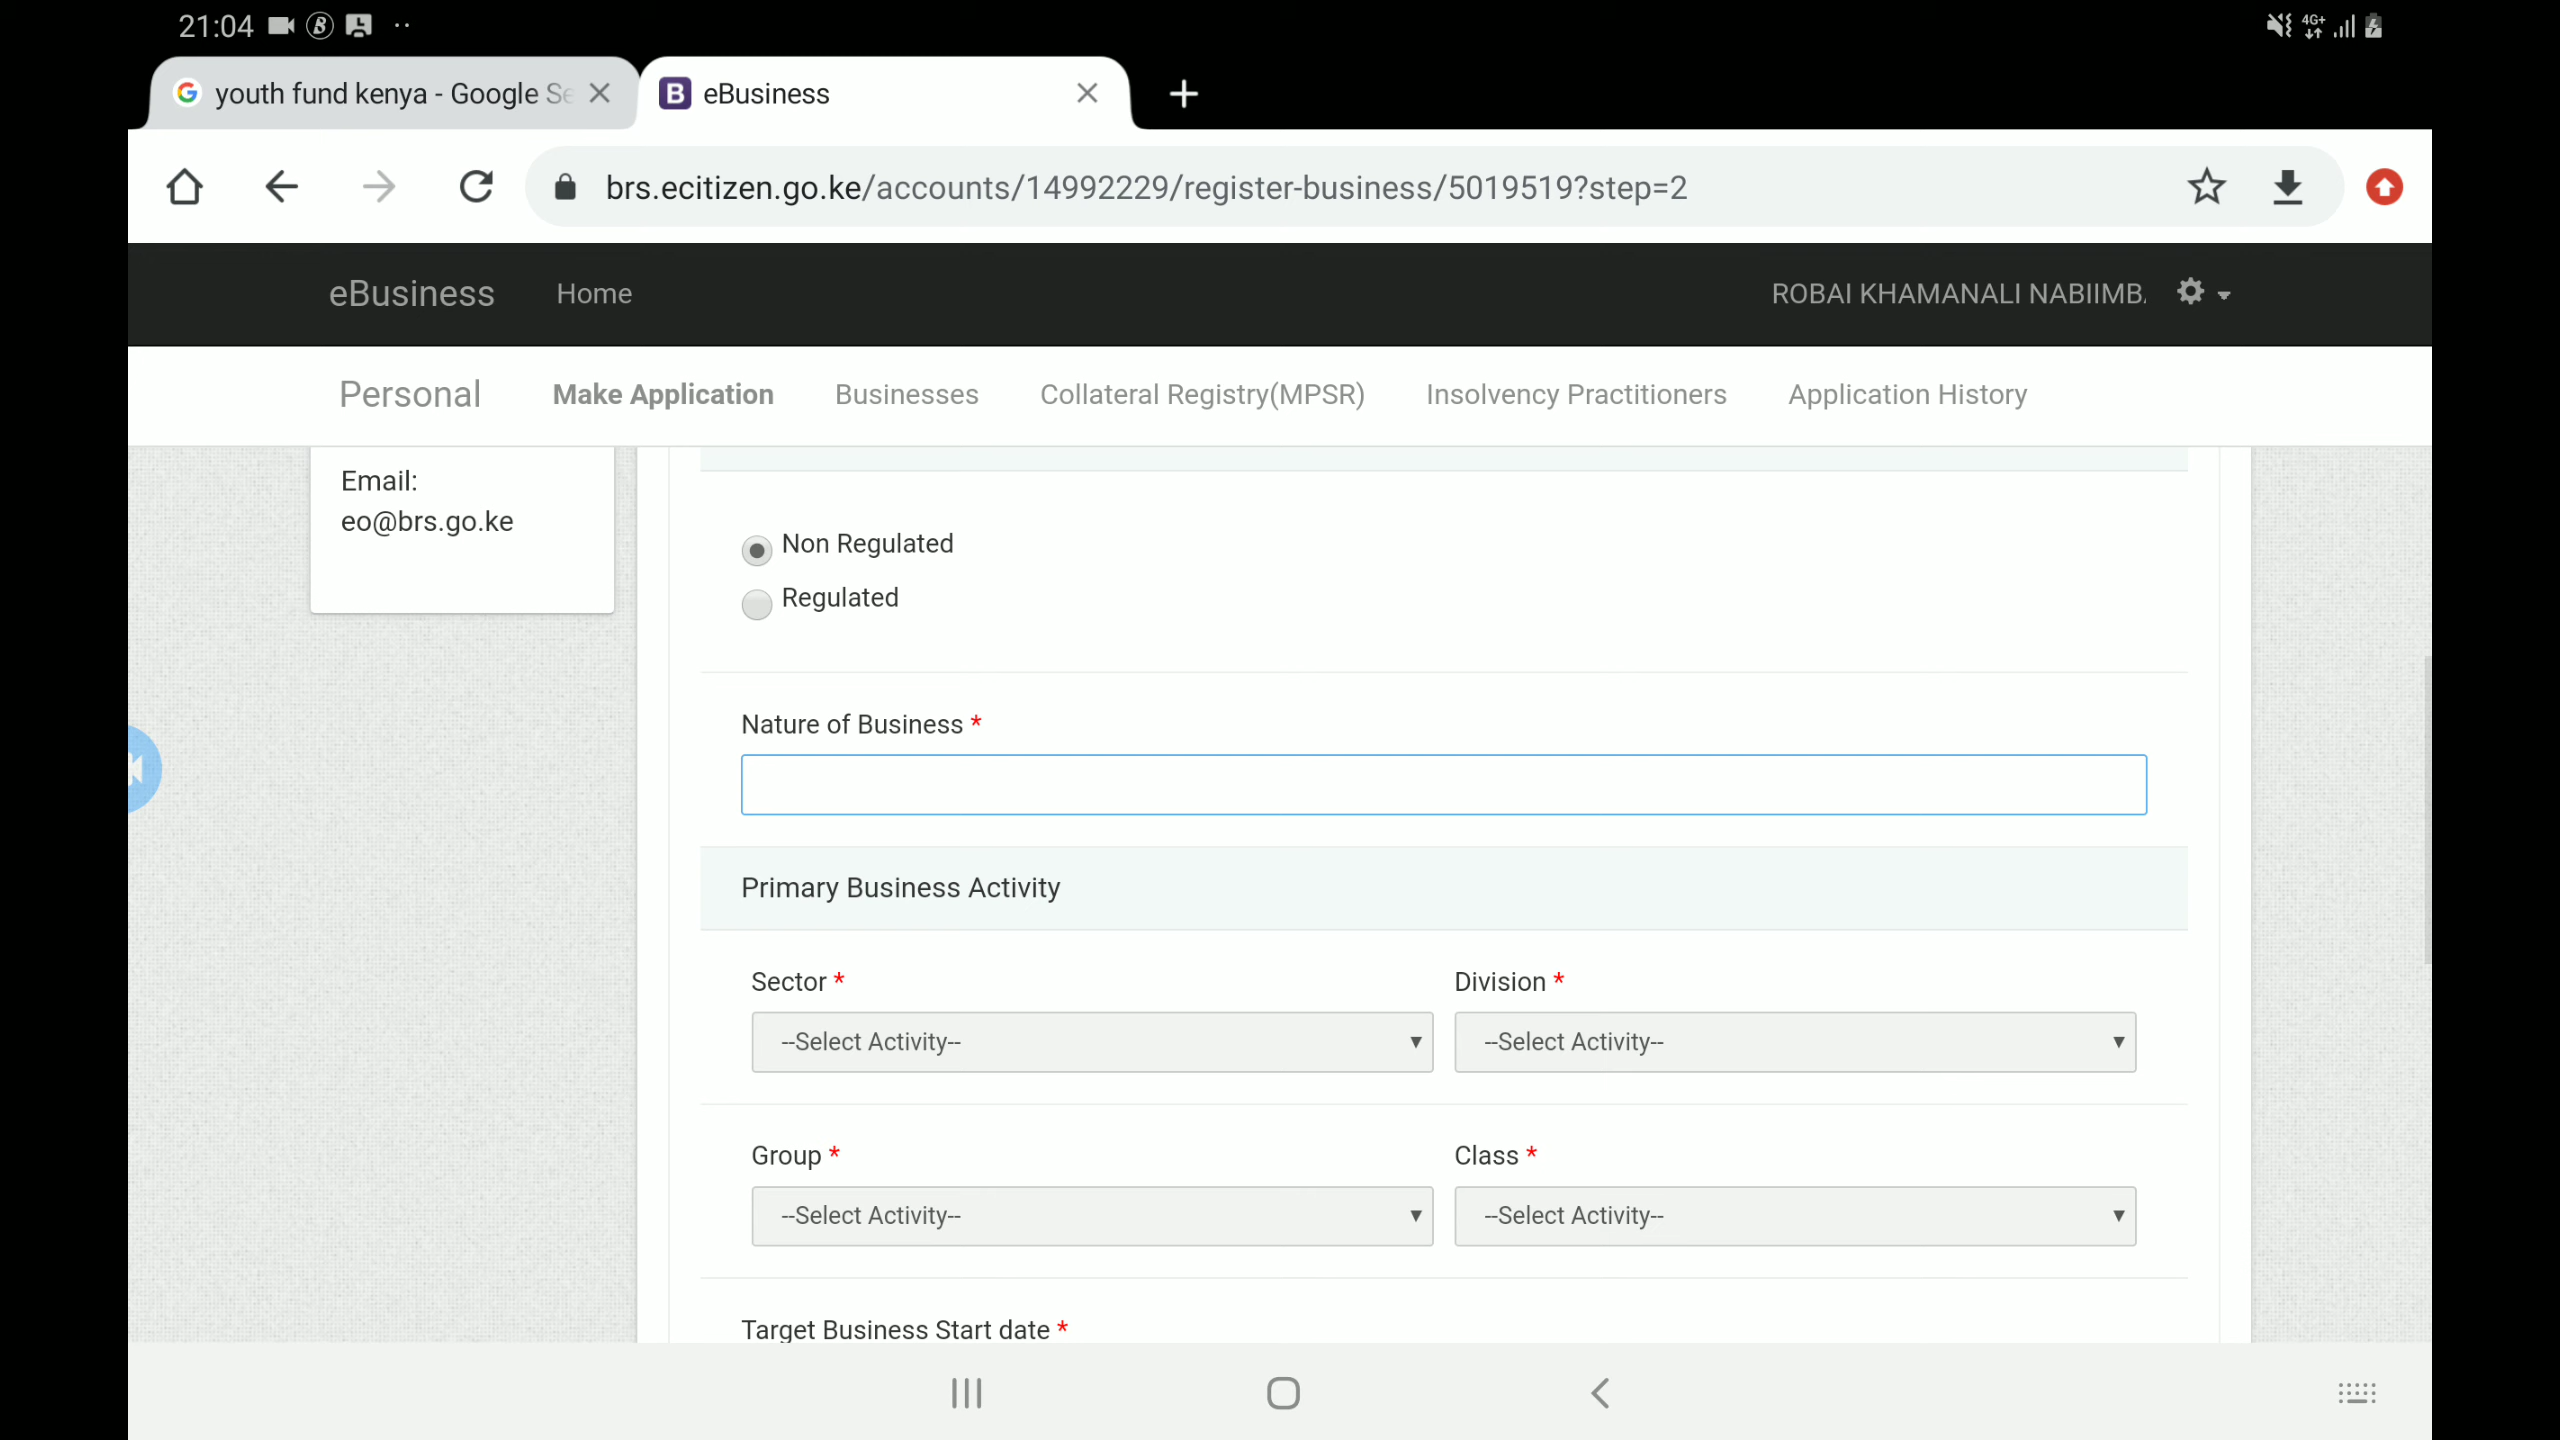 21:04
4G+
youth fund kenya - Google Se
B eBusiness
brs.ecitizen.go.ke/accounts/14992229/register-business/5019519?step=2
eBusiness Home ROBAI KHAMANALI NABIIMB
Personal Make Application Businesses Collateral Registry(MPSR) Insolvency Practitioners Application History
Email:
eo@brs.go.ke
Non Regulated
Regulated
Nature of Business *
Primary Business Activity
Sector * Division *
--Select Activity-- --Select Activity--
Group * Class *
--Select Activity-- --Select Activity--
Target Business Start date *